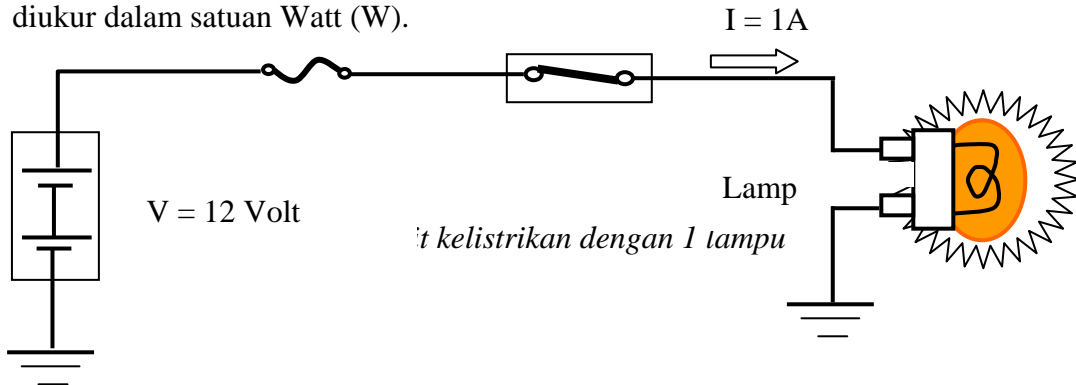 diukur dalam satuan Watt (W).
I = 1A
Lamp
V = 12 Volt
kelistrikan dengan 1 lampu